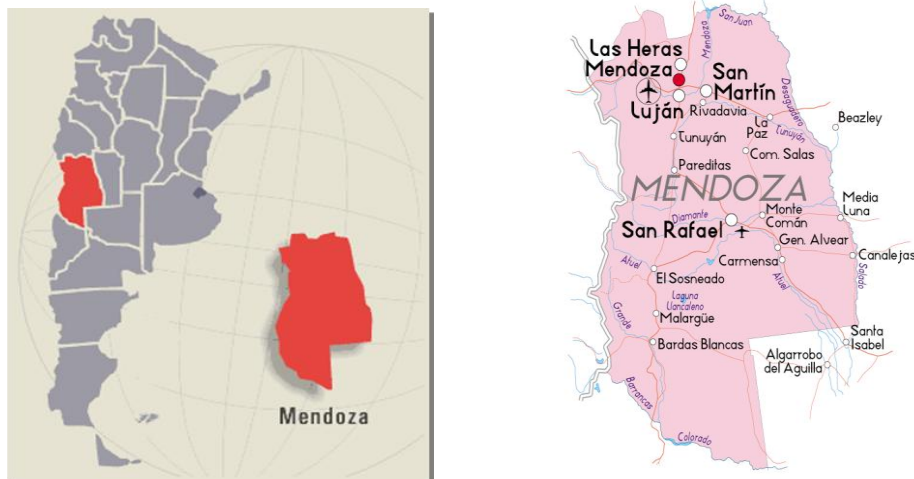 Mendoza
San Juan
Mendoza
Las Heras
Mendoza
San
Martín
Luján
Rivadavia
Desaguadero
La
Paz
Tunuyán
Beazley
Tunuyán
Com. Salas
Pareditas
MENDOZA
Media
Luna
Monte
Comán
Diamante
San Rafael
Gen. Alvear
Canalejas
Carmensa
Atuel
Atuel
Salado
El Sosneado
Laguna
Llancaleno
Grande
Malargüe
Santa
Isabel
Bardas Blancas
Algarrobo
del Aguilla
Barrancas
Colorado